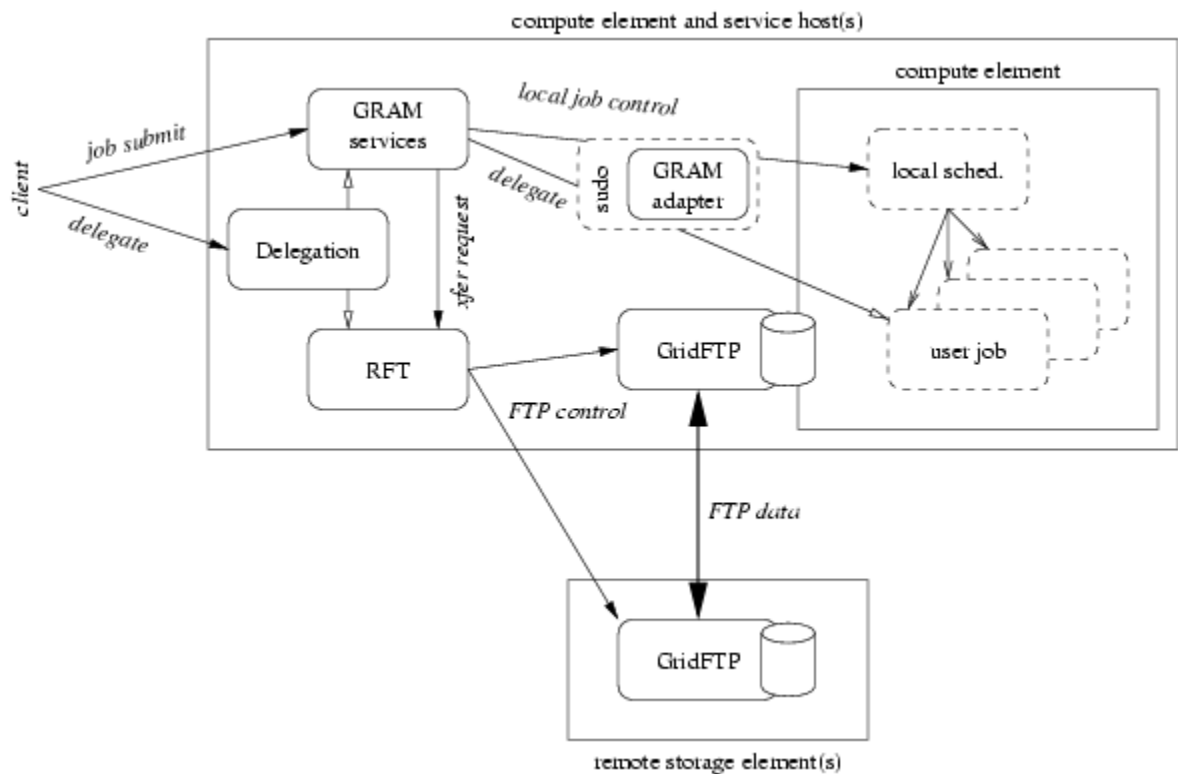 compute element and service host(s)
compute element
local job control
GRAM
services
job submit
client
delegate
delegate
sudo
GRAM
adapter
local sched.
Delegation
xfer request
RFT
GridFTP
user job
FTP control
FTP data
GridFTP
remote storage element(s)